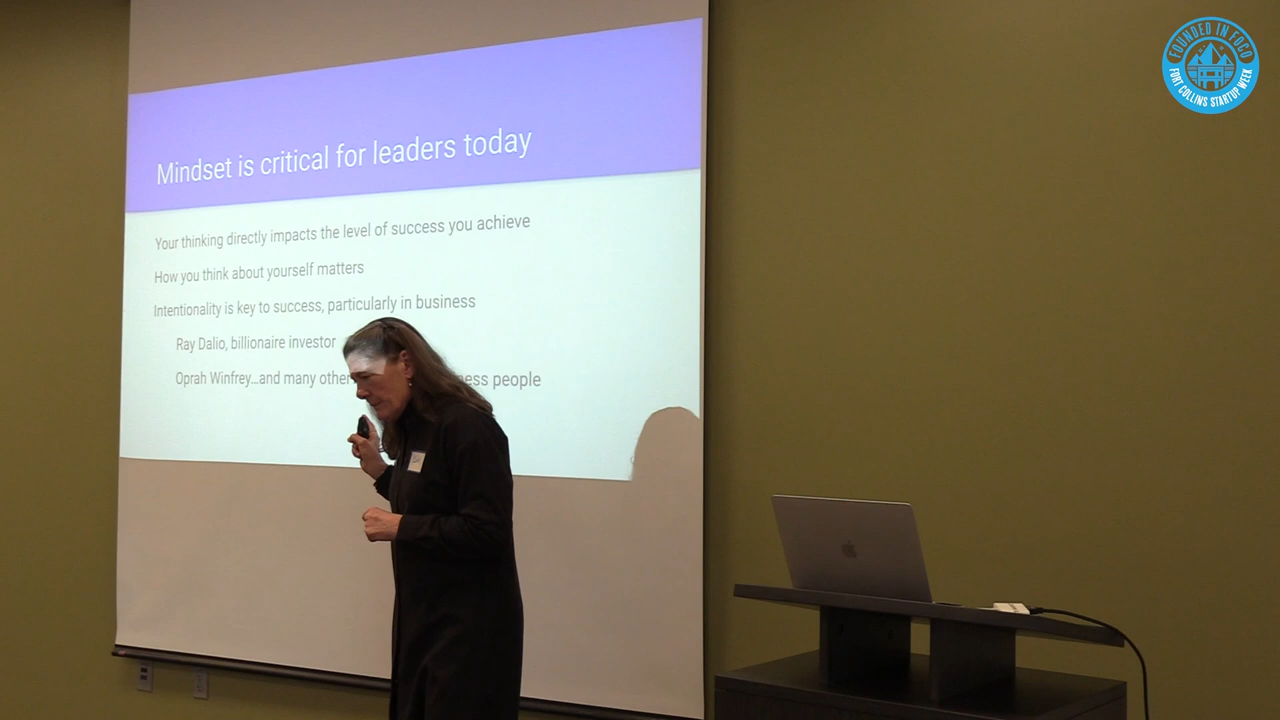 FOUNDED IN FOCO
FORT COLLINS STARTUP WEEK
Mindset is critical for leaders today
Your thinking directly impacts the level of success you achieve
How you think about yourself matters
Intentionality is key to success, particularly in business
Ray Dalio, billionaire investor
Oprah Winfrey...and many other ess people